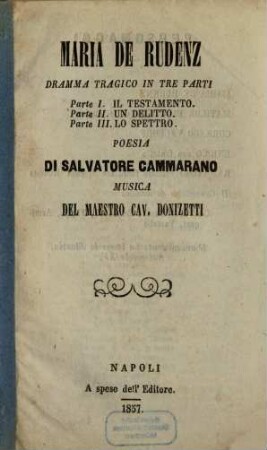 MARIA DE RUDENZ
DRAMMA TRAGICO IN TRE PARTI
Parte I. IL TESTAMENTO.
Parte II. UN DELITTO.
Parte III. LO SPETTRO.
POESIA
DI SALVATORE CAMMARANO
MUSICA
DEL MAESTRO CAV. DONIZETTI
NAPOLI
A spese dell' Editore.
1857.